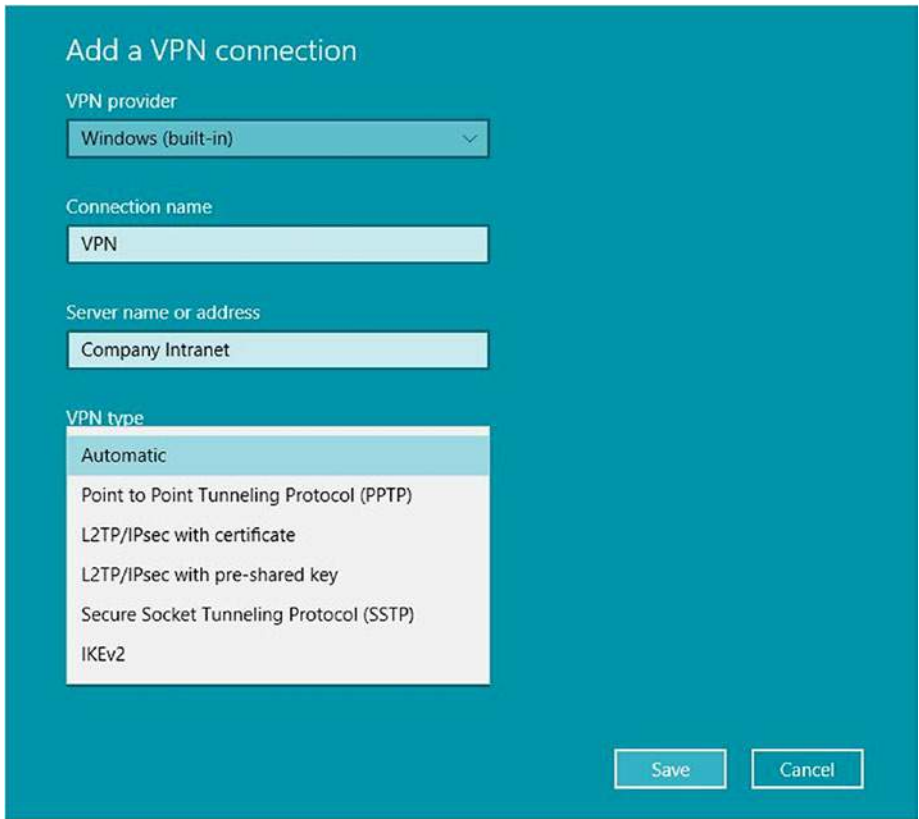 Add a VPN connection
VPN provider
Windows (built-in)
Connection name
VPN
Server name or address
Company Intranet
VPN type
Automatic
Point to Point Tunneling Protocol (PPTP)
L2TP/IPsec with certificate
L2TP/IPsec with pre-shared key
Secure Socket Tunneling Protocol (SSTP)
IKEv2
Save Cancel